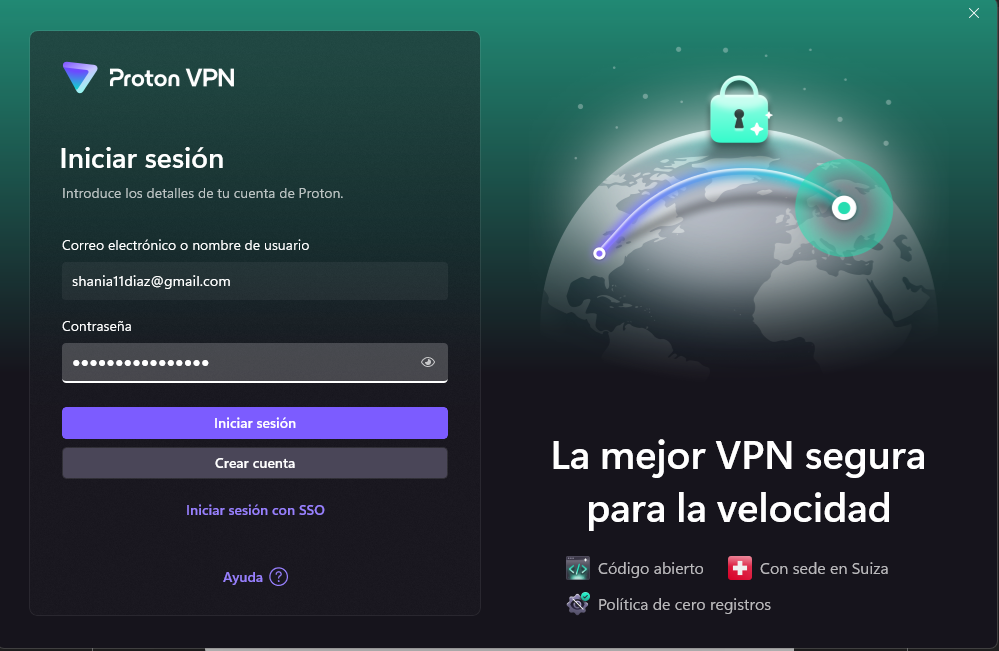 Proton VPN
Iniciar sesión
Introduce los detalles de tu cuenta de Proton.
Correo electrónico o nombre de usuario
shania11diaz@gmail.com
Contraseña
••••••••••••••••
Iniciar sesión
Crear cuenta
Iniciar sesión con SSO
Ayuda ?
La mejor VPN segura
para la velocidad
</> Código abierto
Con sede en Suiza
Política de cero registros